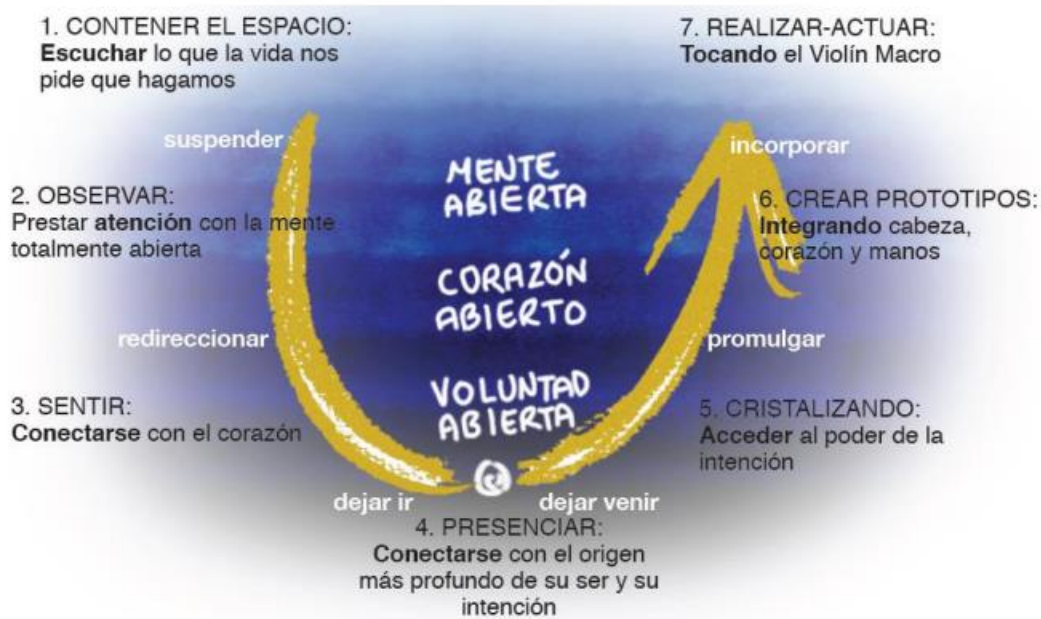 1. CONTENER EL ESPACIO:
Escuchar lo que la vida nos
pide que hagamos
suspender
2. OBSERVAR:
Prestar atención con la mente
totalmente abierta
redireccionar
3. SENTIR:
Conectarse con el corazón
dejar ir
MENTE
ABIERTA
CORAZÓN
ABIERTO
VOLUNTAD
ABIERTA
4. PRESENCIAR:
Conectarse con el origen
más profundo de su ser y su
intención
dejar venir
5. CRISTALIZANDO:
Acceder al poder de la
intención
promulgar
6. CREAR PROTOTIPOS:
Integrando cabeza,
corazón y manos
incorporar
7. REALIZAR-ACTUAR:
Tocando el Violín Macro